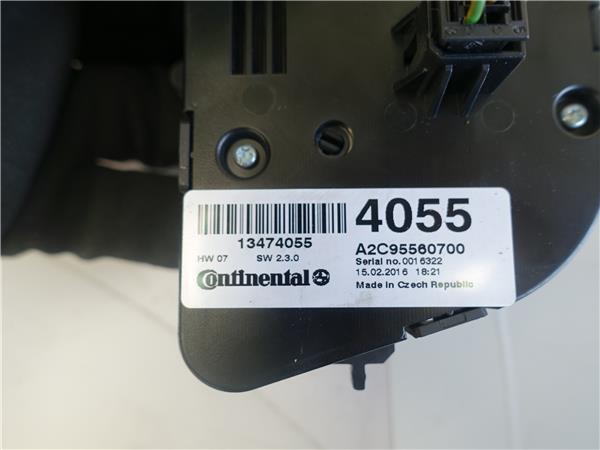 4055
13474055
A2C95560700
HW 07 SW 2.3.0
Serial no.0016322
15.02.2016 18:21
Continental
Made in Czech Republic